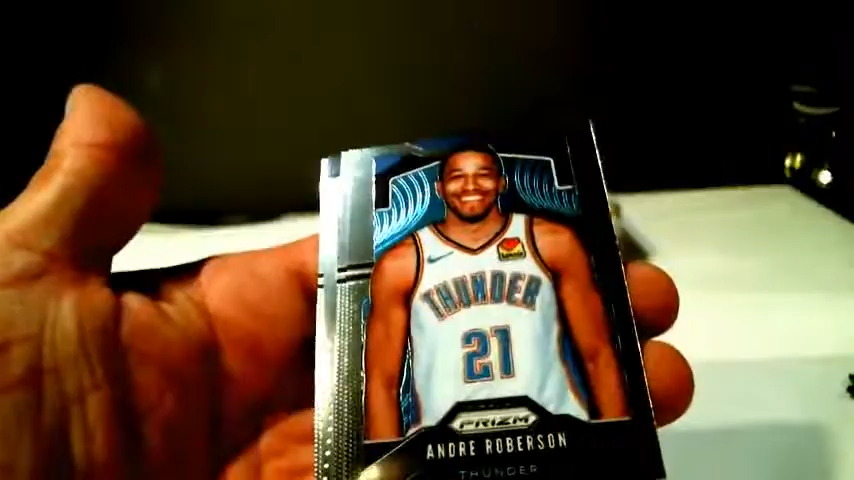 THUNDER
21
PRIZM
ANDRE ROBERSON
THUNDER